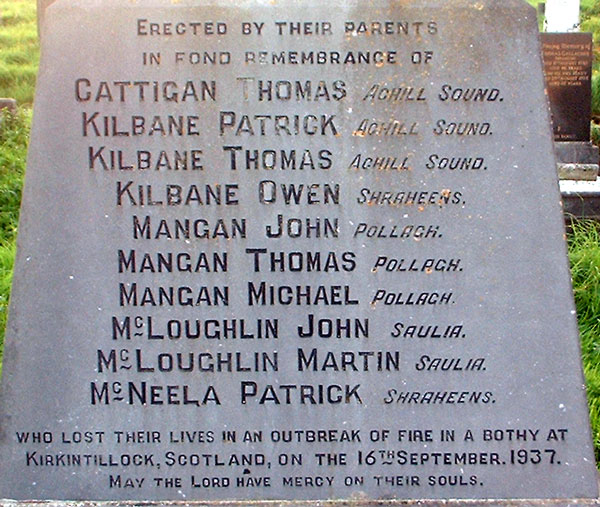 ERECTED BY THEIR PARENTS
IN FOND REMEMBRANCE OF
CATTIGAN THOMAS ACHILL SOUND.
KILBANE PATRICK ACHILL SOUND.
KILBANE THOMAS ACHILL SOUND.
KILBANE OWEN SHRAHEENS.
MANGAN JOHN POLLAGH.
MANGAN THOMAS POLLAGH.
MANGAN MICHAEL POLLAGH.
McLOUGHLIN JOHN SAULIA.
McLOUGHLIN MARTIN SAULIA.
McNEELA PATRICK SHRAHEENS.
WHO LOST THEIR LIVES IN AN OUTBREAK OF FIRE IN A BOTHY AT
KIRKINTILLOCK, SCOTLAND, ON THE 16TH SEPTEMBER. 1937.
MAY THE LORD HAVE MERCY ON THEIR SOULS.